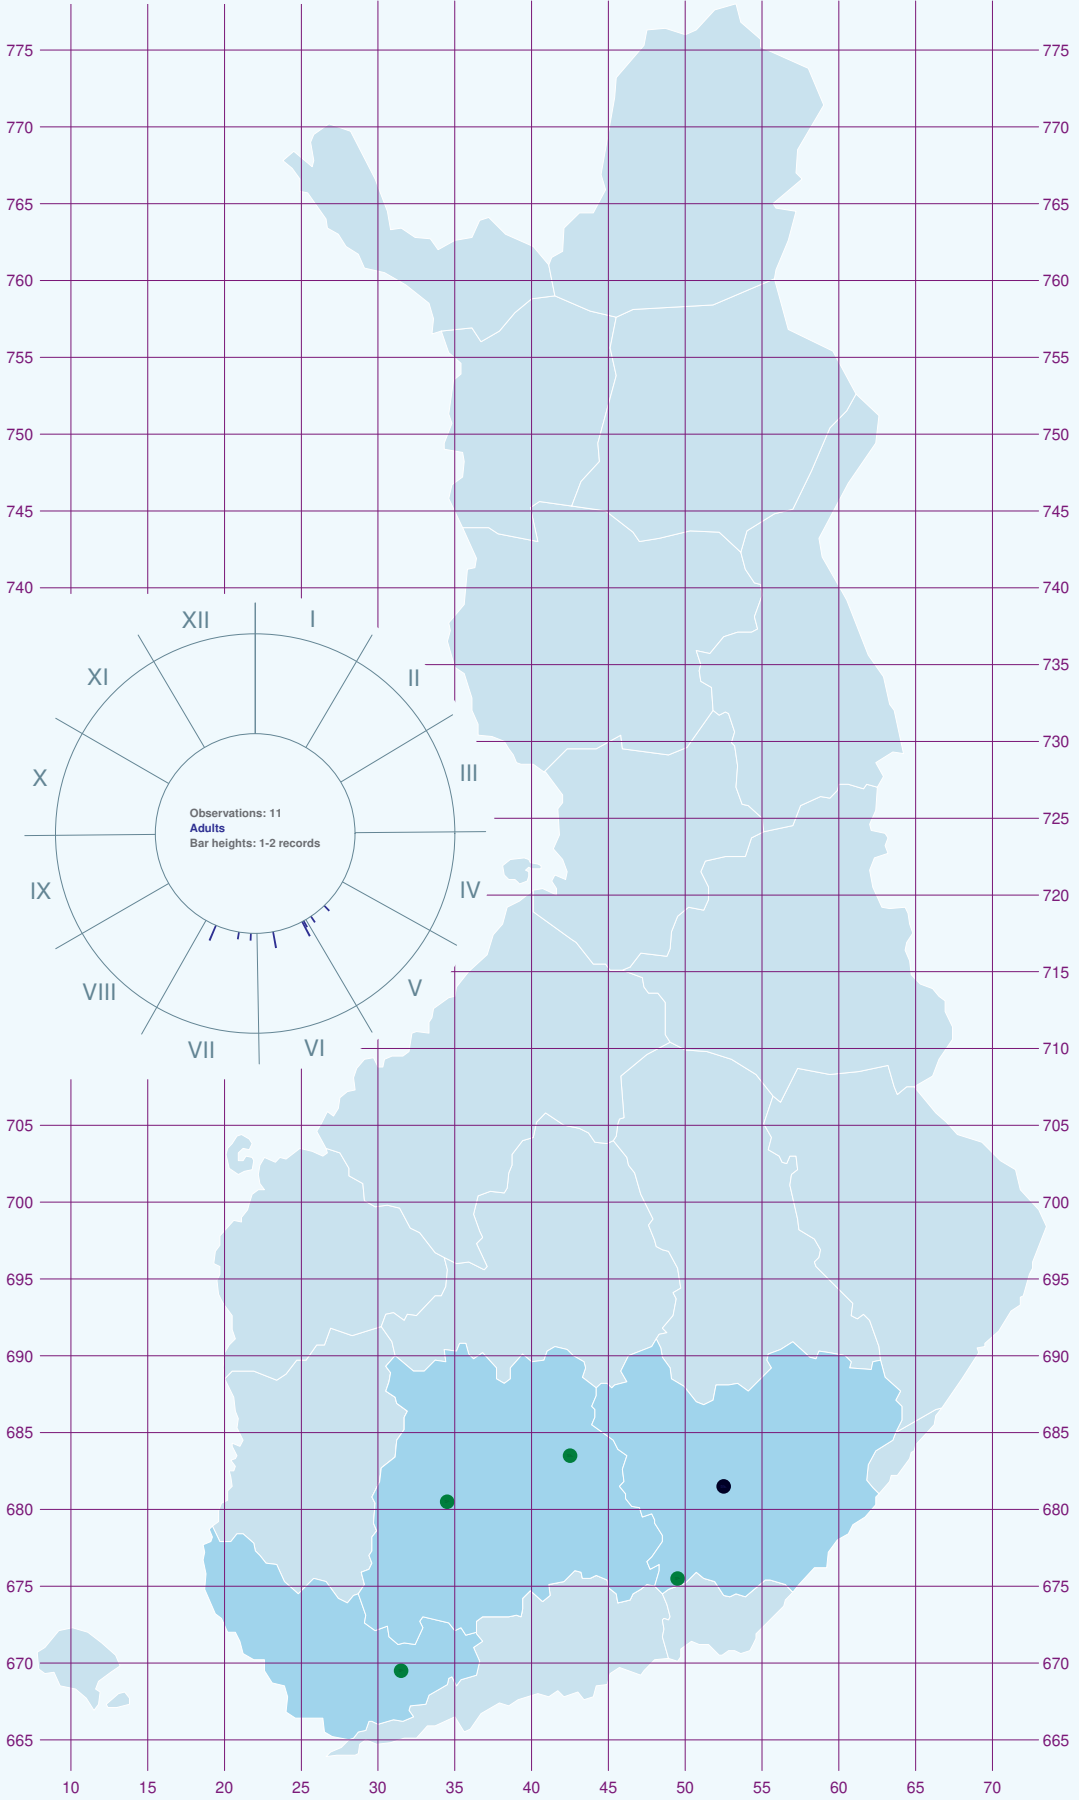 775 775
770 770
765 765
760 760
755 755
750 750
745 745
740 740
XII I
XI II
735
730
X III
Observations: 11
Adults
Bar heights: 1-2 records
725
IX IV
720
VIII V
715
VII VI
710
705 705
700 700
695 695
690 690
685 685
680 680
675 675
670 670
665 665
10 15 20 25 30 35 40 45 50 55 60 65 70